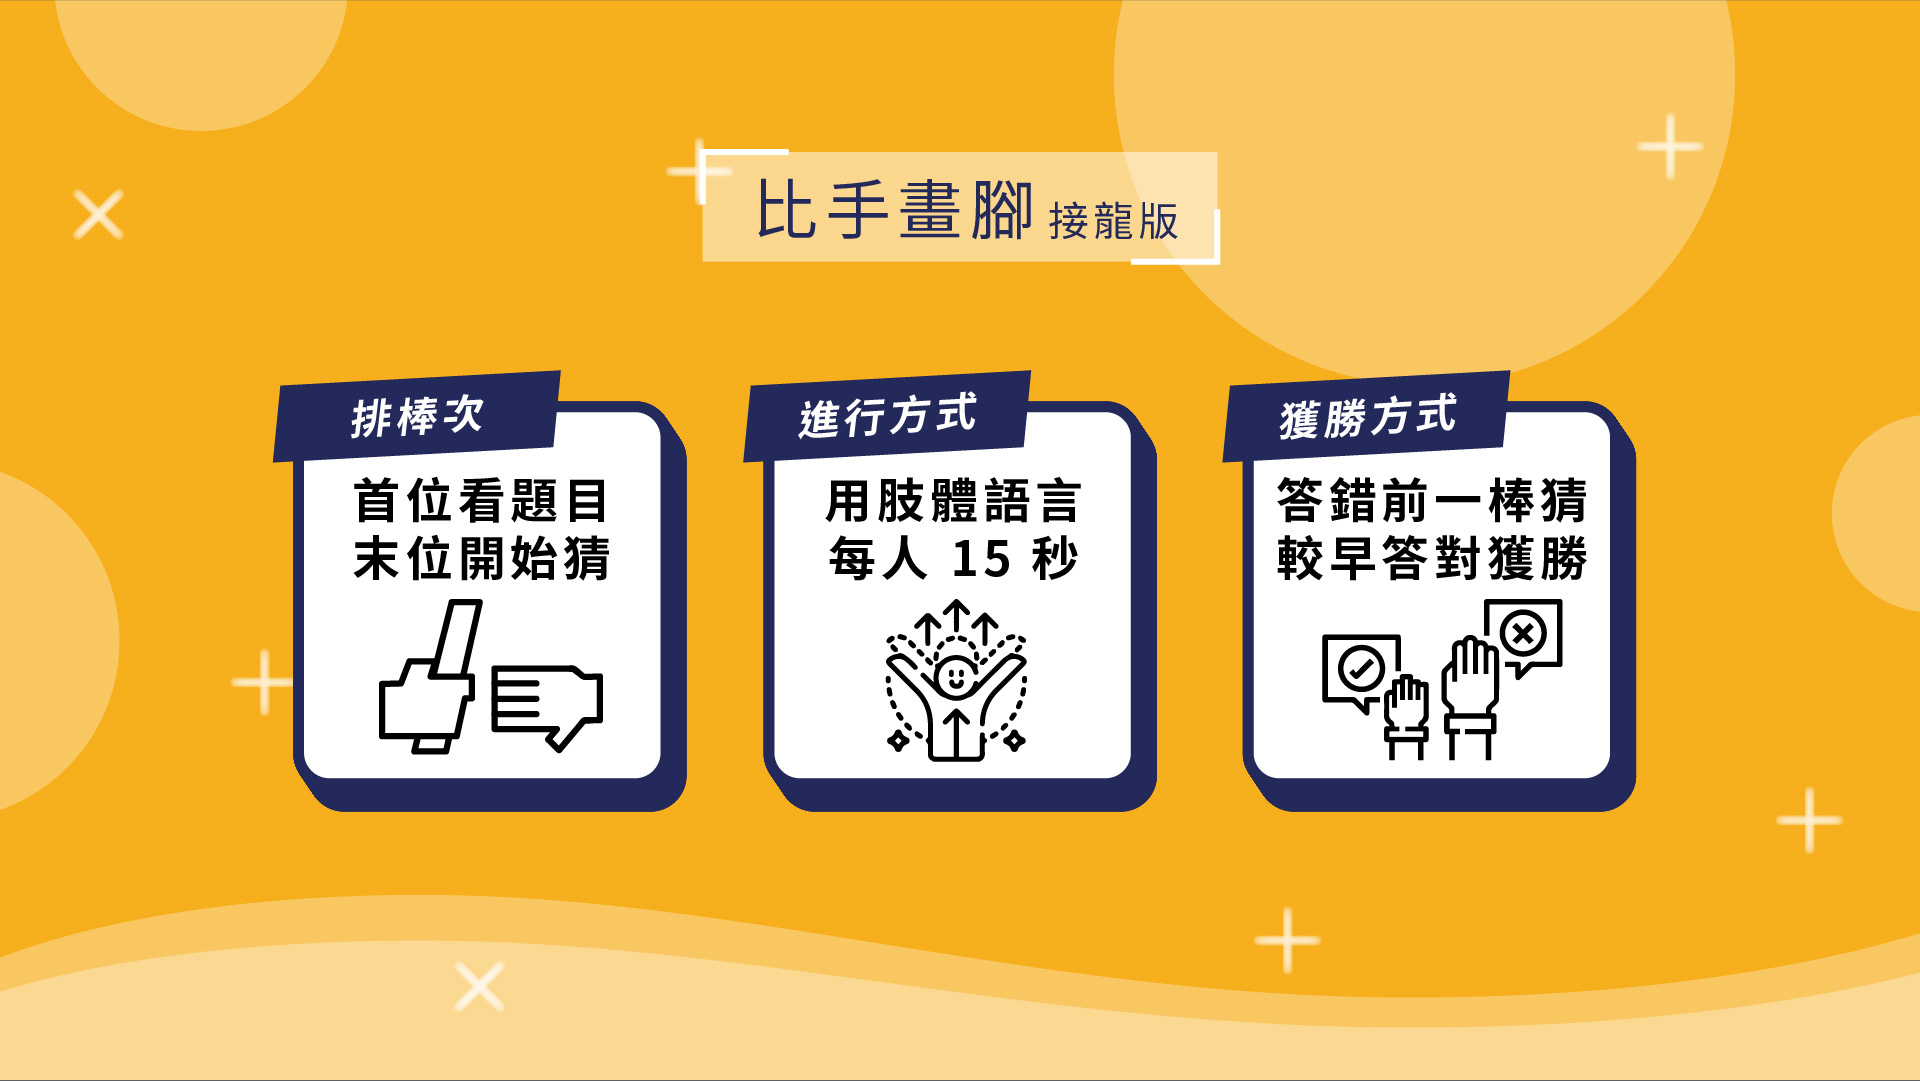 比手畫腳 接龍版
排棒次
首位看題目
末位開始猜
進行方式
用肢體語言
每人 15 秒
獲勝方式
答錯前一棒猜
較早答對獲勝